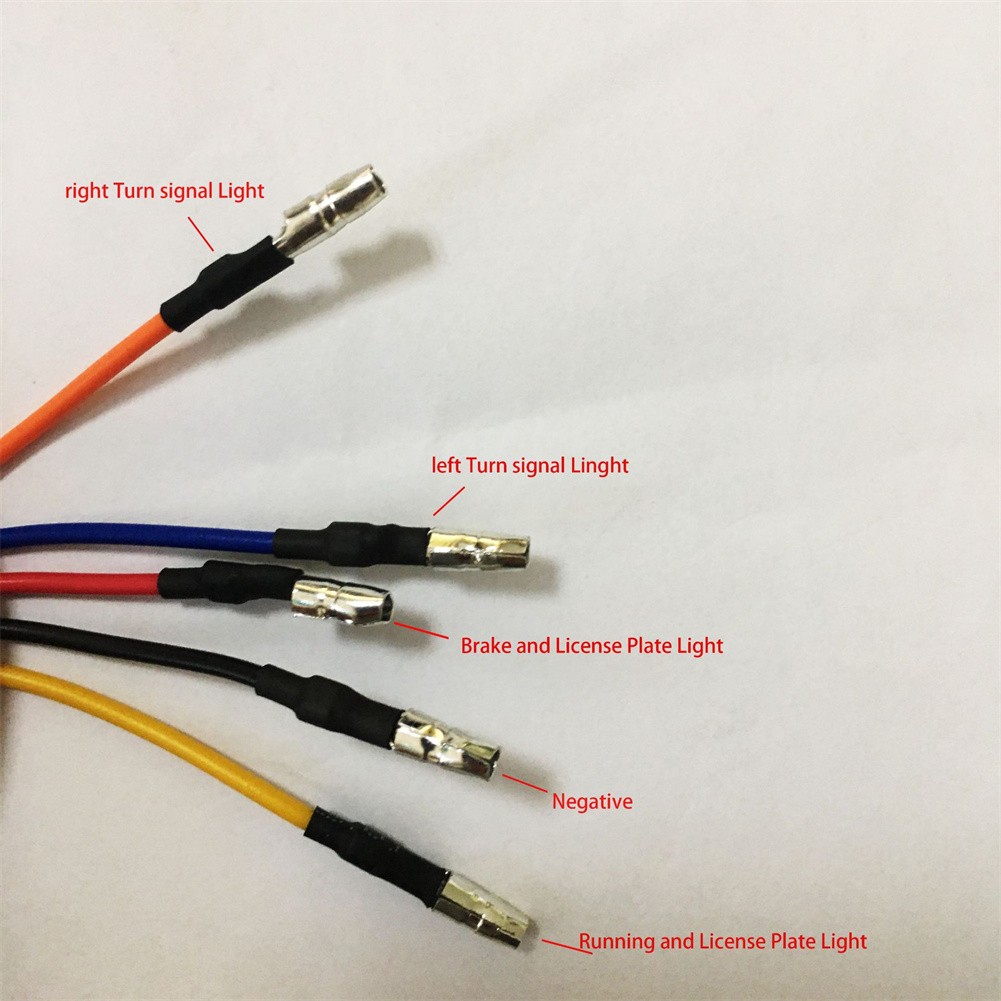 right Turn signal Light
left Turn signal Linght
Brake and License Plate Light
Negative
Running and License Plate Light